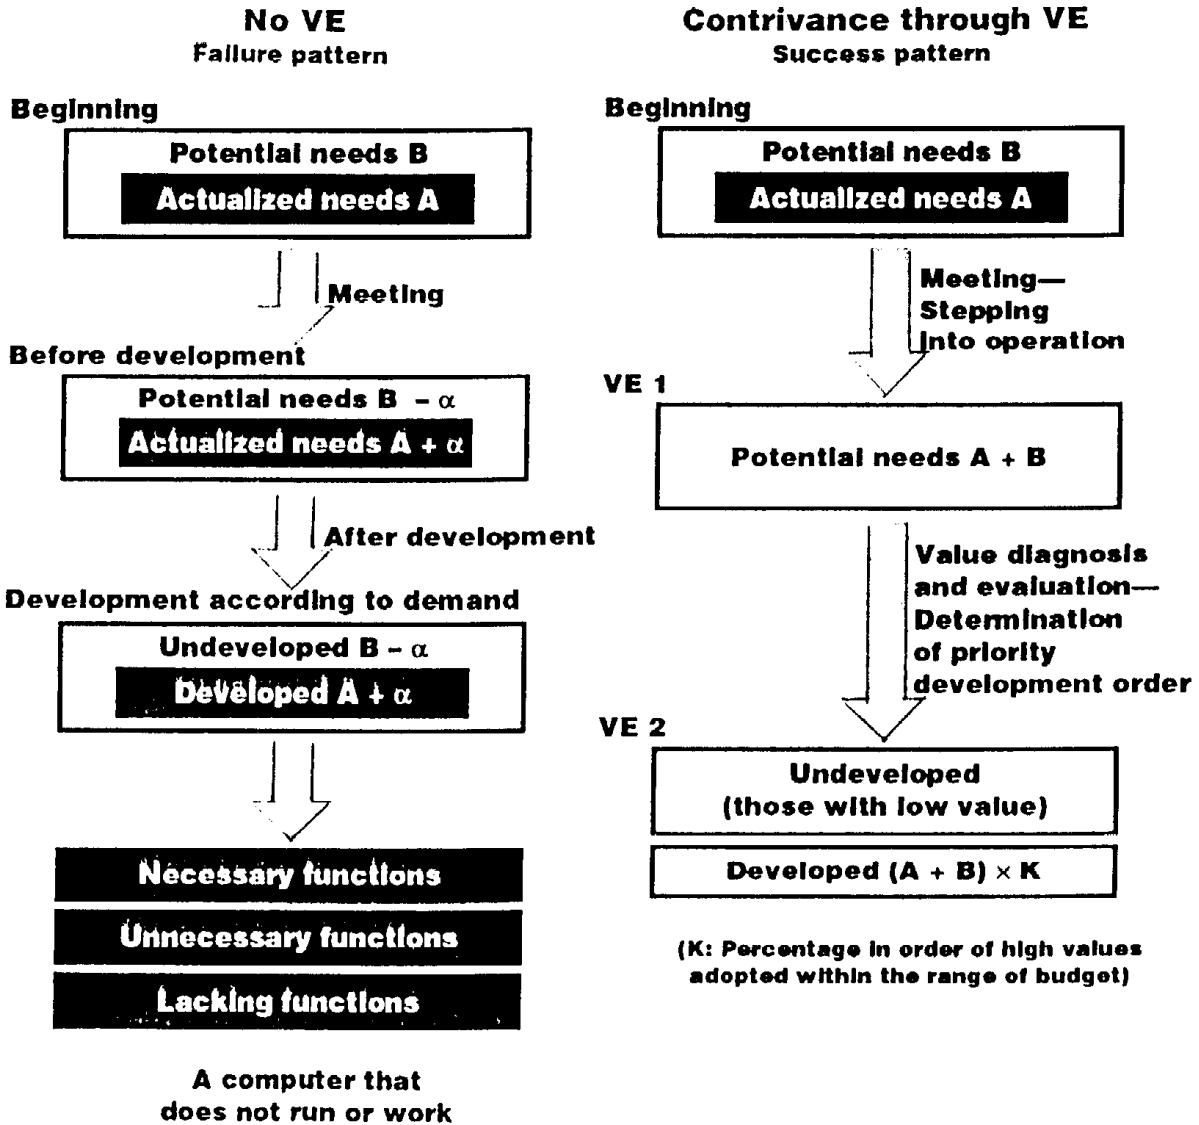 No VE
Failure pattern
Beginning
Potential needs B
Actualized needs A
Meeting
Before development
Potential needs B - α
Actualized needs A + α
After development
Development according to demand
Undeveloped B - α
Developed A + α
Necessary functions
Unnecessary functions
Lacking functions
A computer that
does not run or work
Contrivance through VE
Success pattern
Beginning
Potential needs B
Actualized needs A
Meeting—
Stepping
into operation
VE 1
Potential needs A + B
Value diagnosis
and evaluation—
Determination
of priority
development order
VE 2
Undeveloped
(those with low value)
Developed (A + B) × K
(K: Percentage in order of high values
adopted within the range of budget)